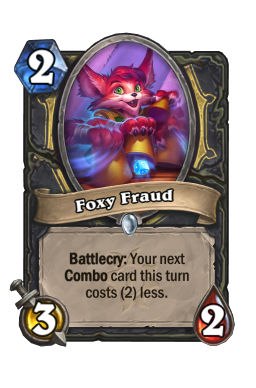 2
Foxy Fraud
Battlecry: Your next
Combo card this turn
costs (2) less.
3
2